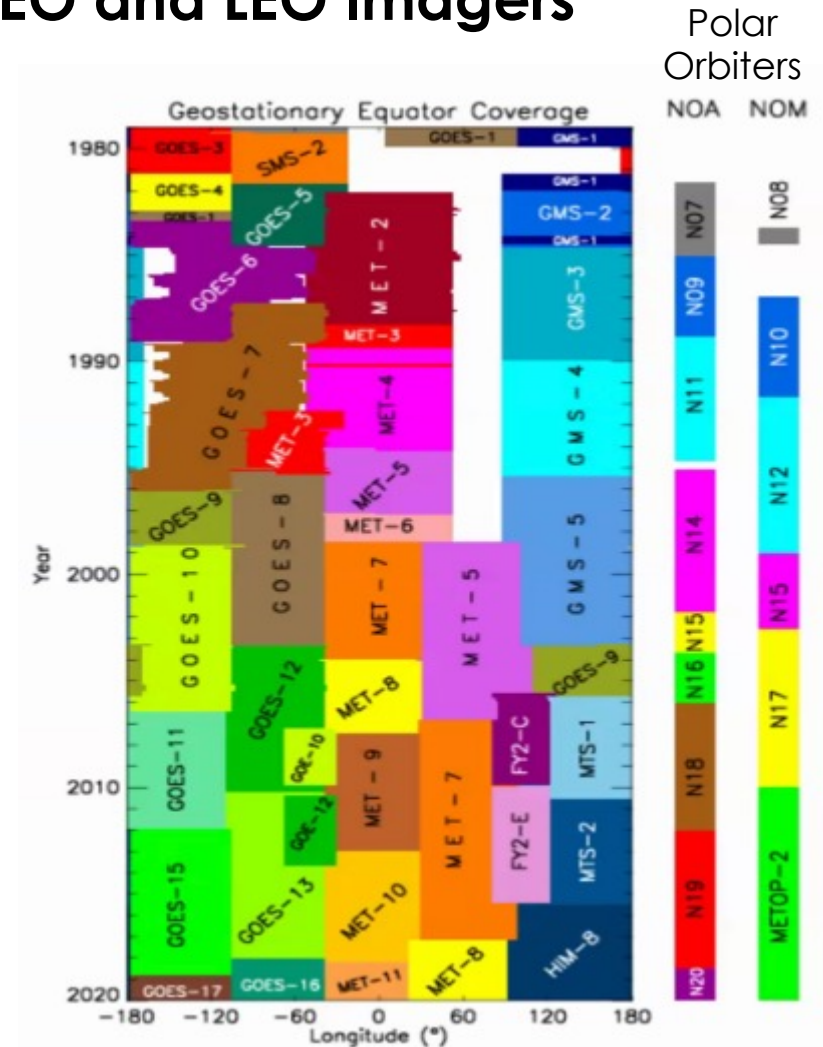 EO and LEO Imagers
Polar
Orbiters
Geostationary Equator Coverage
NOA
NOM
1980
1990
2000
2010
2020
Year
GOES-3
SMS-2
GOES-1
GMS-1
GOES-4
GMS-1
GOES-1
GOES-5
GMS-2
GMS-1
GOES-6
MET-2
GMS-3
MET-3
GOES-7
MET-4
GMS-4
MET-3
MET-5
GOES-9
GOES-8
MET-6
GMS-5
GOES-10
MET-7
MET-5
GOES-12
MET-8
GOES-9
GOES-11
GOE-10
MET-9
MET-7
FY2-C
MTS-1
GOE-12
FY2-E
MTS-2
GOES-15
GOES-13
MET-10
HIM-8
GOES-17
GOES-16
MET-11
MET-8
-180
-120
-60
0
60
120
180
Longitude (°)
N07
N09
N11
N14
N15
N16
N18
N19
N20
N08
N10
N12
N15
N17
METOP-2